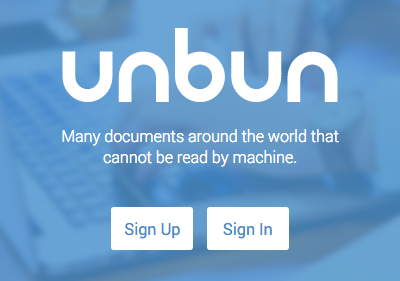 unbun
Many documents around the world that
cannot be read by machine.
Sign Up Sign In